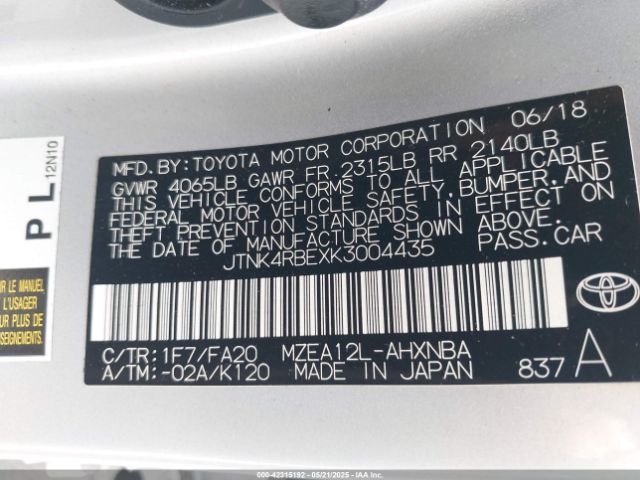 MFD.BY:TOYOTA MOTOR CORPORATION 06/18
GVWR 4065LB GAWR FR 2315LB RR 2140LB
THIS VEHICLE CONFORMS TO ALL APPLICABLE
FEDERAL MOTOR VEHICLE SAFETY,BUMPER,AND
THEFT PREVENTION STANDARDS IN EFFECT ON
THE DATE OF MANUFACTURE SHOWN ABOVE.
JTNK4RBEXK3004435 PASS.CAR
C/TR:1F7/FA20 MZEA12L-AHXNBA
A/TM:-02A/K120 MADE IN JAPAN 837 A
P L 12N10
UR LE MANBE
L'USAGER
PLUS DE
AINSI
000-42315192 - 05/21/2025 - IAA Inc.